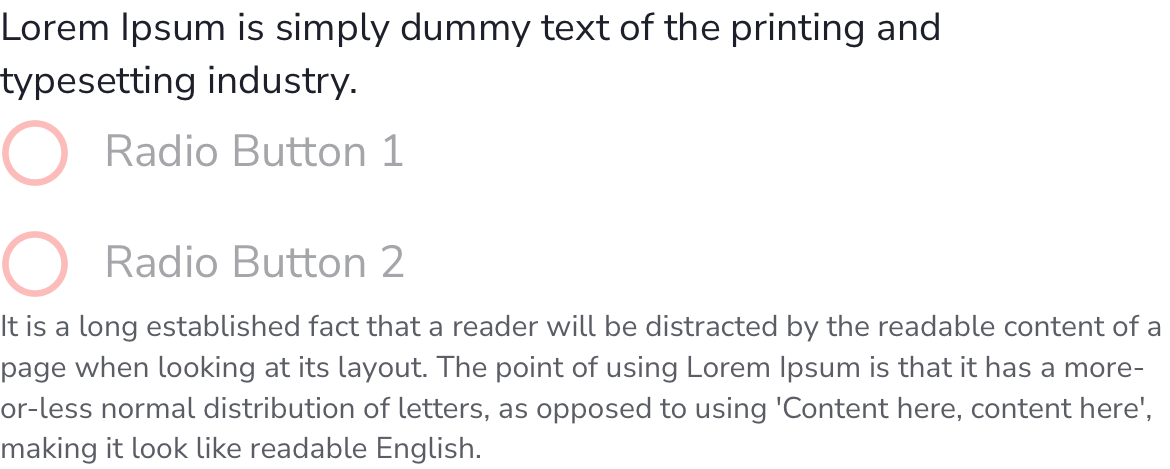 Lorem Ipsum is simply dummy text of the printing and
typesetting industry.
Radio Button 1
Radio Button 2
It is a long established fact that a reader will be distracted by the readable content of a
page when looking at its layout. The point of using Lorem Ipsum is that it has a more-
or-less normal distribution of letters, as opposed to using 'Content here, content here',
making it look like readable English.